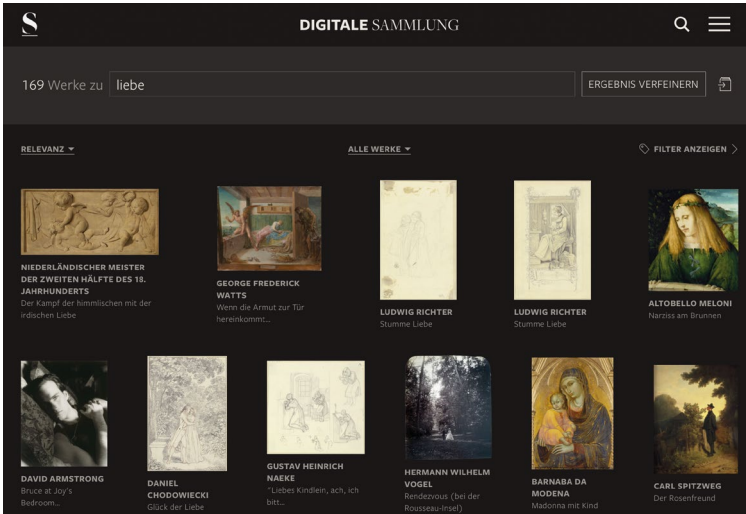 S
DIGITALE SAMMLUNG
169 Werke zu liebe
ERGEBNIS VERFEINERN
RELEVANZ
ALLE WERKE
FILTER ANZEIGEN
NIEDERLÄNDISCHER MEISTER
DER ZWEITEN HÄLFTE DES 18.
JAHRHUNDERTS
Der Kampf der himmlischen mit der
irdischen Liebe
GEORGE FREDERICK
WATTS
Wenn die Armut zur Tür
hereinkommt...
LUDWIG RICHTER
Stumme Liebe
LUDWIG RICHTER
Stumme Liebe
ALTOBELLO MELONI
Narziss am Brunnen
DAVID ARMSTRONG
Bruce at Joy's
Bedroom...
DANIEL
CHODOWIECKI
Glück der Liebe
GUSTAV HEINRICH
NAEKE
"Liebes Kindlein, ach, ich
bitt...
HERMANN WILHELM
VOGEL
Rendezvous (bei der
Rousseau-Insel)
BARNABA DA
MODENA
Madonna mit Kind
CARL SPITZWEG
Der Rosenfreund